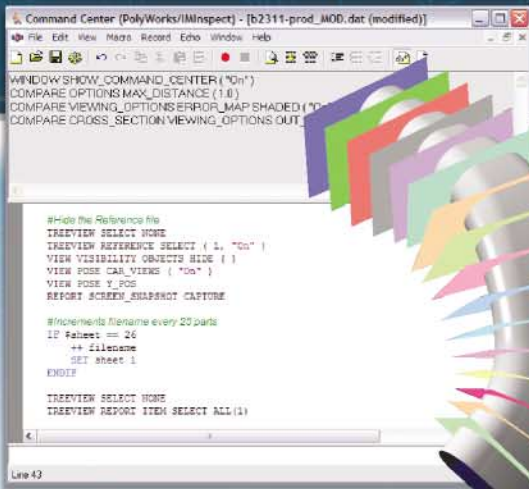 Command Center (PolyWorks/IMInspect) - [b2311-prod_MOD.dat (modified)]
File Edit View Macro Record Echo Window Help
WINDOW SHOW_COMMAND_CENTER ( "On" )
COMPARE OPTIONS MAX_DISTANCE ( 1.0 )
COMPARE VIEWING_OPTIONS ERROR_MAP SHADED ( "On"
COMPARE CROSS_SECTION VIEWING_OPTIONS OUT_
#Hide the Reference file
TREEVIEW SELECT NONE
TREEVIEW REFERENCE SELECT ( 1, "On" )
VIEW VISIBILITY OBJECTS HIDE ( )
VIEW POSE CAR_VIEWS ( "On" )
VIEW POSE Y_POS
REPORT SCREEN_SNAPSHOT CAPTURE
#Increments filename every 25 parts
IF $sheet == 26
++ filename
SET sheet 1
ENDIF
TREEVIEW SELECT NONE
TREEVIEW REPORT ITEM SELECT ALL(1)
Line 43